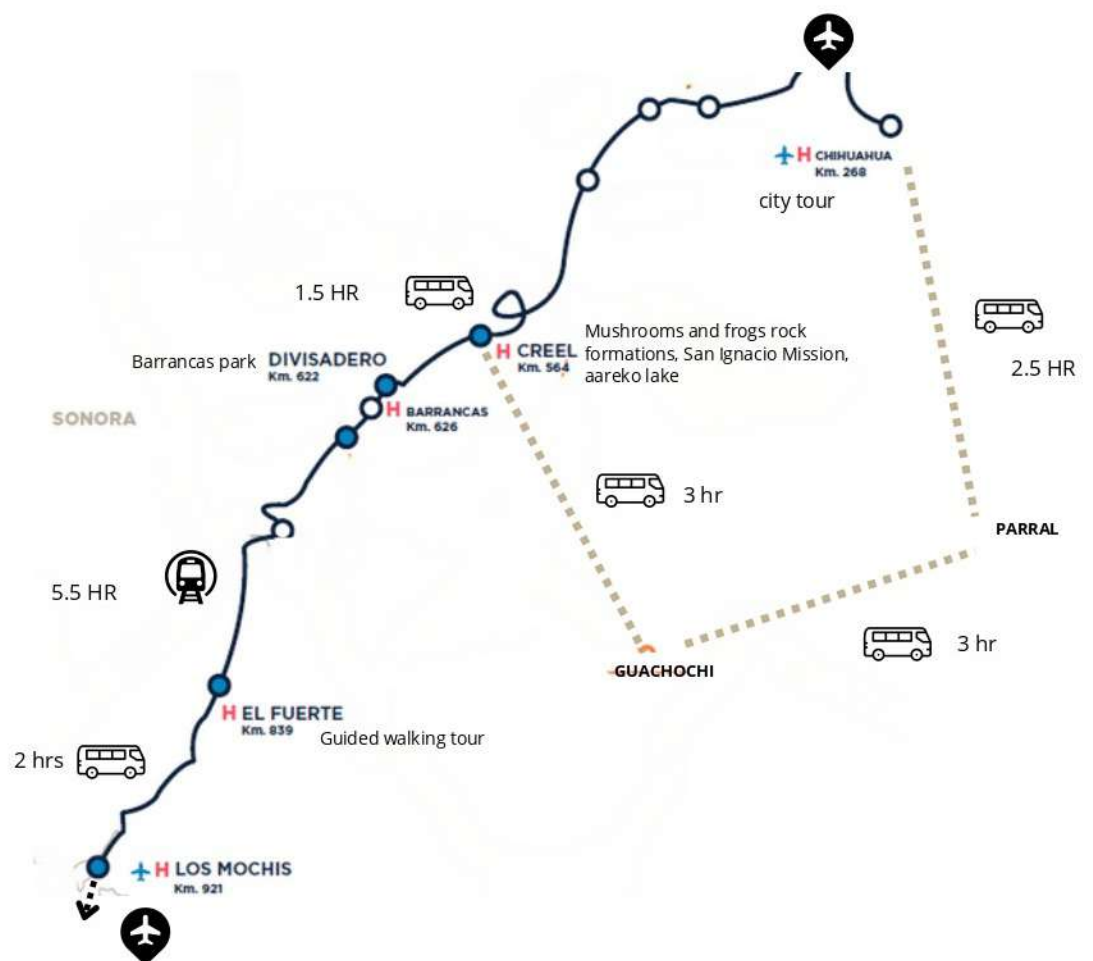 H CHIHUAHUA
Km. 268
city tour
1.5 HR
2.5 HR
Mushrooms and frogs rock
formations, San Ignacio Mission,
aareko lake
H CREEL
Km. 564
Barrancas park
DIVISADERO
Km. 622
H BARRANCAS
Km. 626
SONORA
3 hr
PARRAL
5.5 HR
3 hr
GUACHOCHI
H EL FUERTE
Km. 839
Guided walking tour
2 hrs
H LOS MOCHIS
Km. 921